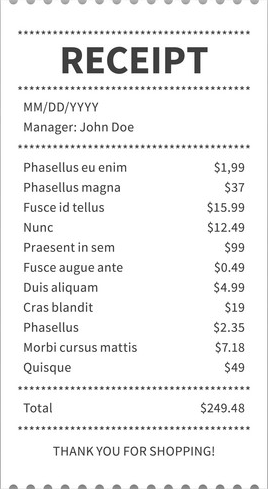 ******************************************
RECEIPT
******************************************
MM/DD/YYYY
Manager: John Doe
******************************************
Phasellus eu enim $1,99
Phasellus magna $37
Fusce id tellus $15.99
Nunc $12.49
Praesent in sem $99
Fusce augue ante $0.49
Duis aliquam $4.99
Cras blandit $19
Phasellus $2.35
Morbi cursus mattis $7.18
Quisque $49
******************************************
Total $249.48
******************************************
THANK YOU FOR SHOPPING!